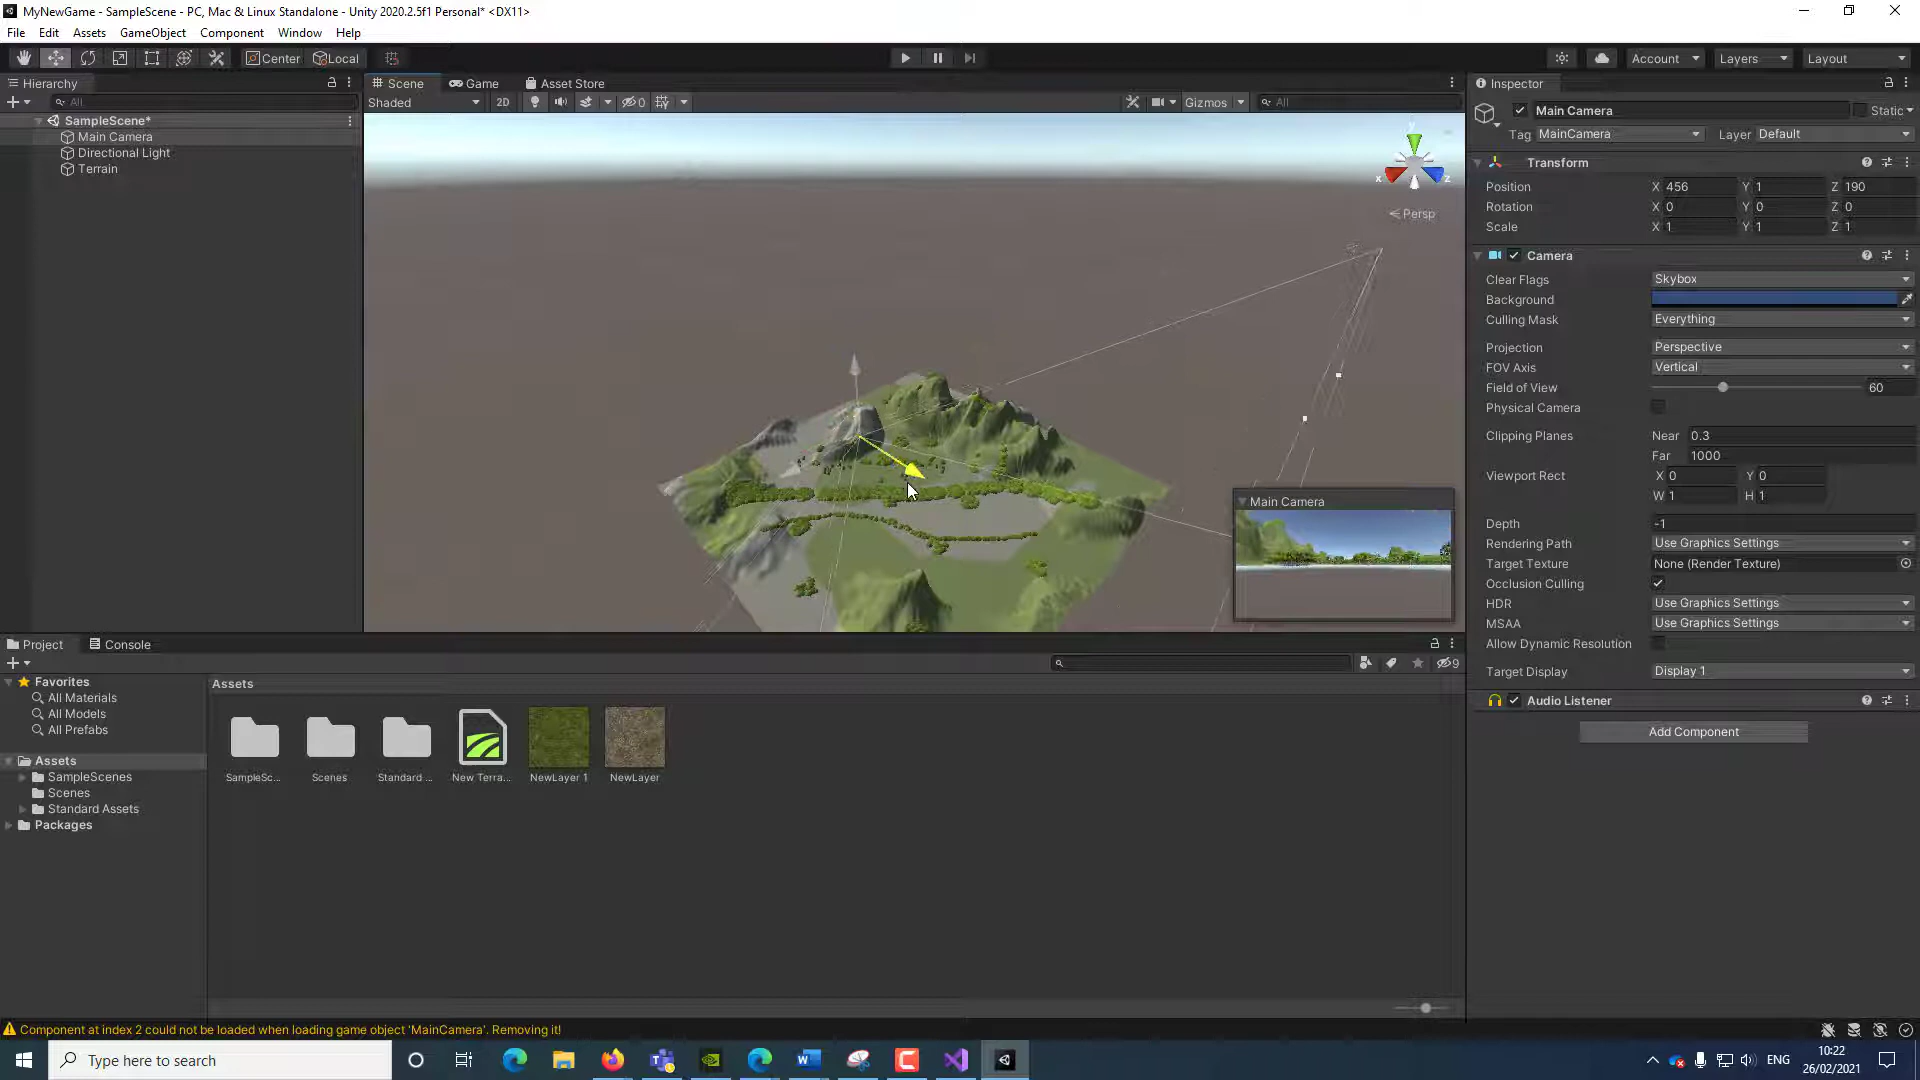 MyNewGame - SampleScene - PC, Mac & Linux Standalone - Unity 2020.2.5f1 Personal* <DX11>
File Edit Assets GameObject Component Window Help
Center Local
Account Layers Layout
Hierarchy
All
SampleScene*
Main Camera
Directional Light
Terrain
Scene Game Asset Store
Shaded 2D 0 Gizmos All
y
x z
Persp
Main Camera
Inspector
Main Camera Static
Tag MainCamera Layer Default
Transform
Position X 456 Y 1 Z 190
Rotation X 0 Y 0 Z 0
Scale X 1 Y 1 Z 1
Camera
Clear Flags Skybox
Background
Culling Mask Everything
Projection Perspective
FOV Axis Vertical
Field of View 60
Physical Camera
Clipping Planes Near 0.3
Far 1000
Viewport Rect X 0 Y 0
W 1 H 1
Depth -1
Rendering Path Use Graphics Settings
Target Texture None (Render Texture)
Occlusion Culling
HDR Use Graphics Settings
MSAA Use Graphics Settings
Allow Dynamic Resolution
Target Display Display 1
Audio Listener
Add Component
Project Console
9
Favorites
All Materials
All Models
All Prefabs
Assets
SampleScenes
Scenes
Standard Assets
Packages
Assets
SampleSc... Scenes Standard ... New Terra... NewLayer 1 NewLayer
Component at index 2 could not be loaded when loading game object 'MainCamera'. Removing it!
Type here to search
ENG
10:22
26/02/2021